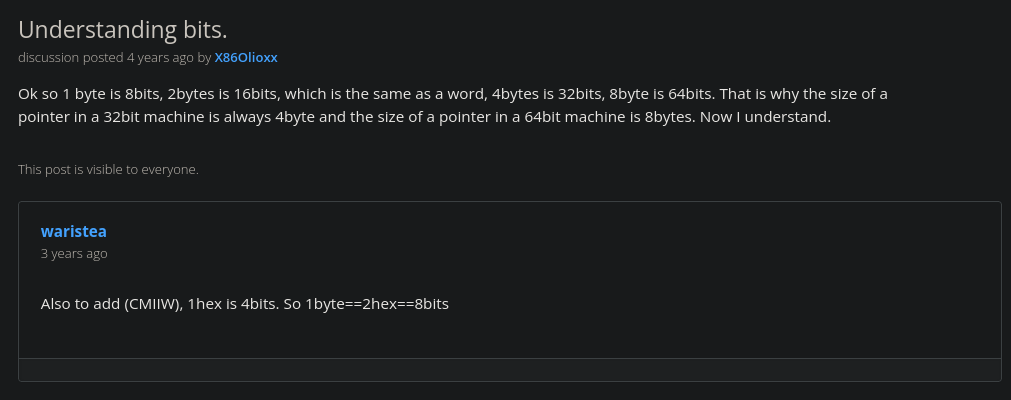 Understanding bits.
discussion posted 4 years ago by X86Olioxx
Ok so 1 byte is 8bits, 2bytes is 16bits, which is the same as a word, 4bytes is 32bits, 8byte is 64bits. That is why the size of a
pointer in a 32bit machine is always 4byte and the size of a pointer in a 64bit machine is 8bytes. Now I understand.
This post is visible to everyone.
waristea
3 years ago
Also to add (CMIIW), 1hex is 4bits. So 1byte==2hex==8bits